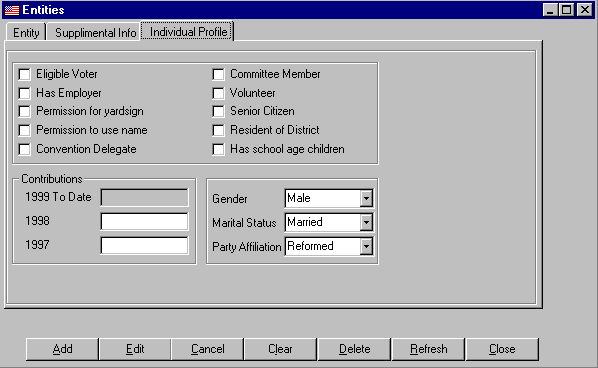 Entities
Entity Supplimental Info Individual Profile
Eligible Voter Committee Member
Has Employer Volunteer
Permission for yardsign Senior Citizen
Permission to use name Resident of District
Convention Delegate Has school age children
Contributions
1999 To Date Gender Male
1998 Marital Status Married
1997 Party Affiliation Reformed
Add Edit Cancel Clear Delete Refresh Close